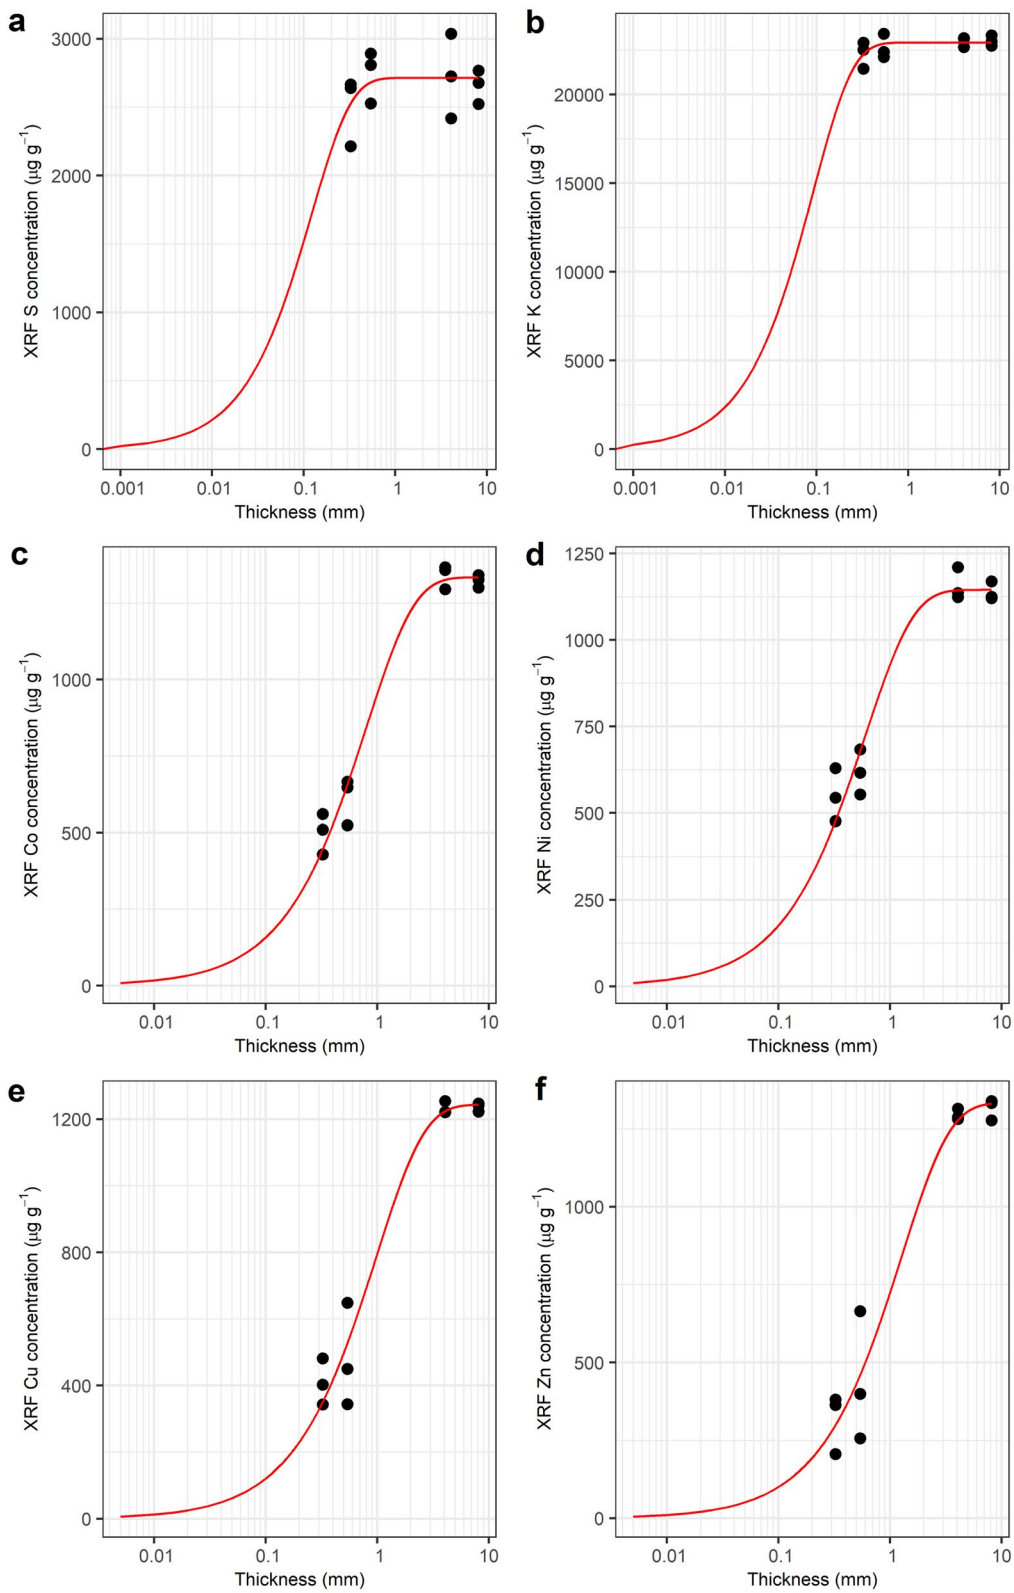 a
3000
2000
1000
0
XRF S concentration (µg g⁻¹)
0.001 0.01 0.1 1 10
Thickness (mm)
b
20000
15000
10000
5000
0
XRF K concentration (µg g⁻¹)
0.001 0.01 0.1 1 10
Thickness (mm)
c
1000
500
0
XRF Co concentration (µg g⁻¹)
0.01 0.1 1 10
Thickness (mm)
d
1250
1000
750
500
250
0
XRF Ni concentration (µg g⁻¹)
0.01 0.1 1 10
Thickness (mm)
e
1200
800
400
0
XRF Cu concentration (µg g⁻¹)
0.01 0.1 1 10
Thickness (mm)
f
1000
500
0
XRF Zn concentration (µg g⁻¹)
0.01 0.1 1 10
Thickness (mm)